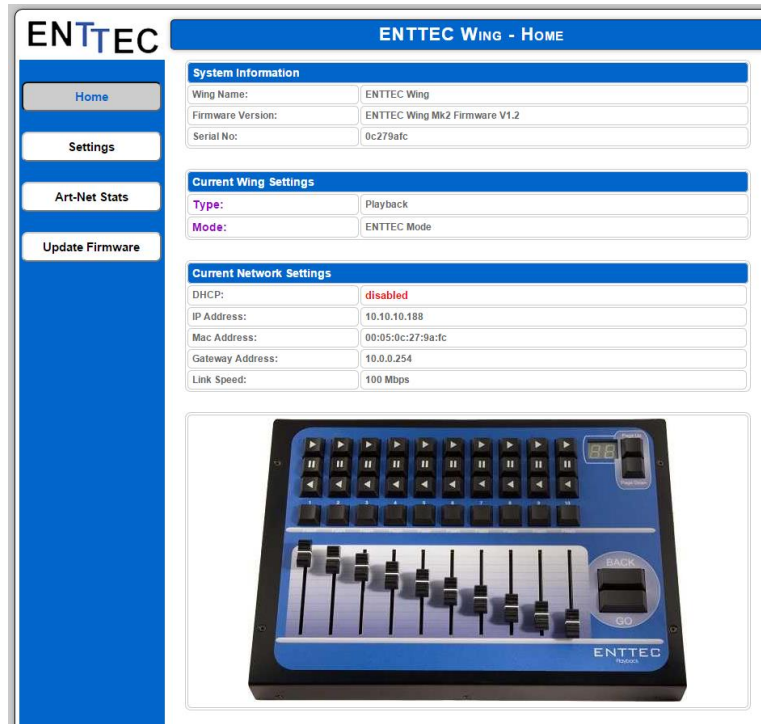 ENTTEC
ENTTEC Wing - Home
Home
Settings
Art-Net Stats
Update Firmware
System Information
Wing Name: ENTTEC Wing
Firmware Version: ENTTEC Wing Mk2 Firmware V1.2
Serial No: 0c279afc
Current Wing Settings
Type: Playback
Mode: ENTTEC Mode
Current Network Settings
DHCP: disabled
IP Address: 10.10.10.188
Mac Address: 00:05:0c:27:9a:fc
Gateway Address: 10.0.0.254
Link Speed: 100 Mbps
Page Up
Page Down
1 2 3 4 5 6 7 8 9 10
BACK
GO
ENTTEC
Playback